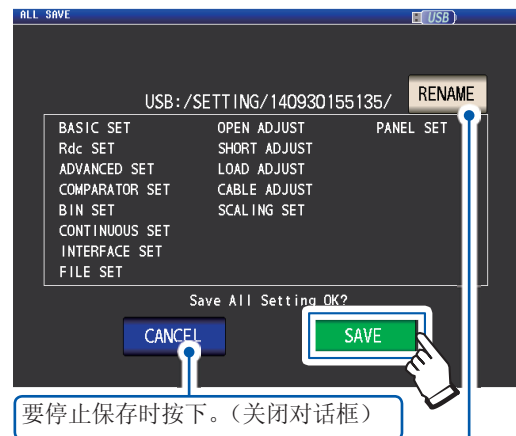 ALL SAVE
USB
USB:/SETTING/140930155135/
RENAME
BASIC SET OPEN ADJUST PANEL SET
Rdc SET SHORT ADJUST
ADVANCED SET LOAD ADJUST
COMPARATOR SET CABLE ADJUST
BIN SET SCALING SET
CONTINUOUS SET
INTERFACE SET
FILE SET
Save All Setting OK?
CANCEL SAVE
要停止保存时按下。（关闭对话框）